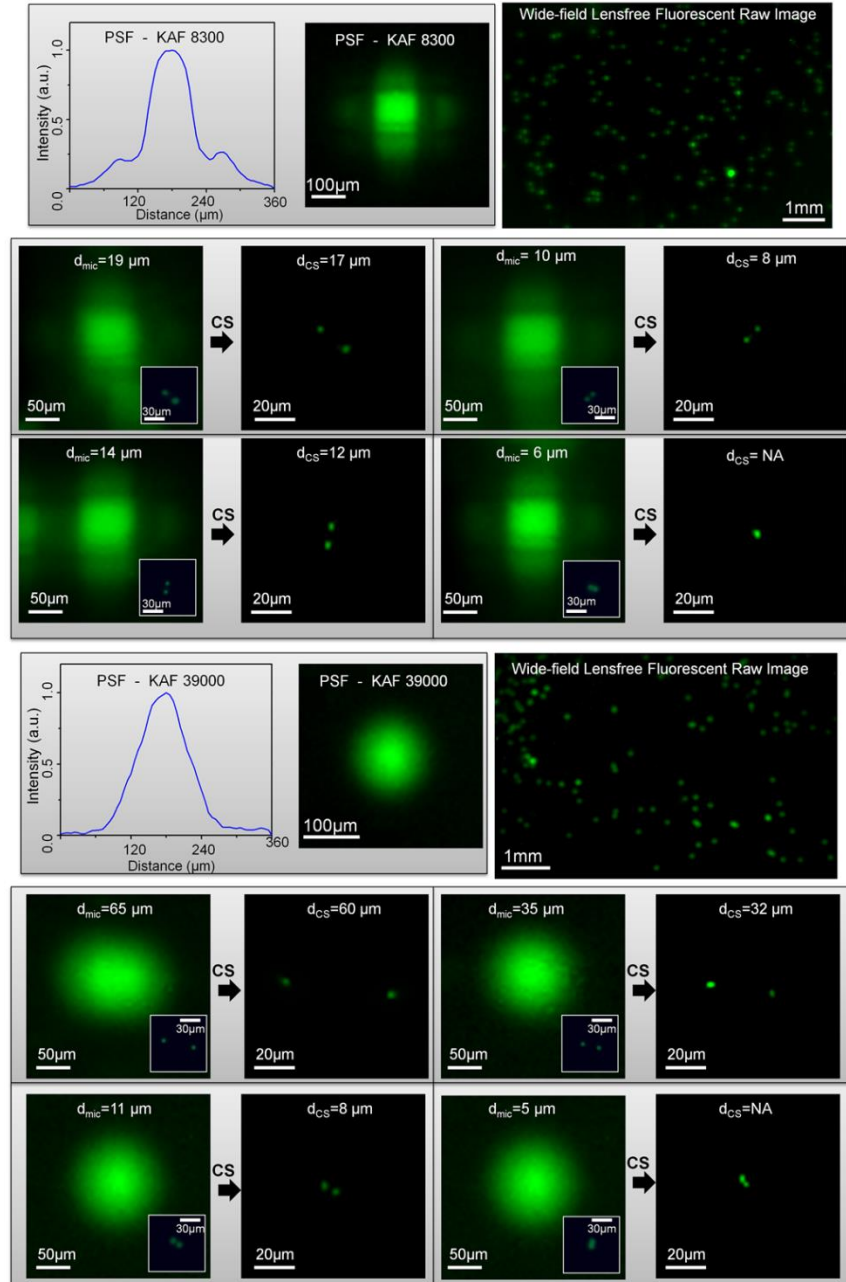 PSF - KAF 8300
Intensity (a.u.)
1.0
0.5
0.0
120
240
360
Distance (µm)
PSF - KAF 8300
100µm
Wide-field Lensfree Fluorescent Raw Image
1mm
dmic=19 µm
50µm
30µm
CS
dCS=17 µm
20µm
dmic= 10 µm
50µm
30µm
CS
dCS= 8 µm
20µm
dmic=14 µm
50µm
30µm
CS
dCS=12 µm
20µm
dmic= 6 µm
50µm
30µm
CS
dCS= NA
20µm
PSF - KAF 39000
Intensity (a.u.)
1.0
0.5
0.0
120
240
360
Distance (µm)
PSF - KAF 39000
100µm
Wide-field Lensfree Fluorescent Raw Image
1mm
dmic=65 µm
50µm
30µm
CS
dCS=60 µm
20µm
dmic=35 µm
50µm
30µm
CS
dCS=32 µm
20µm
dmic=11 µm
50µm
30µm
CS
dCS=8 µm
20µm
dmic=5 µm
50µm
30µm
CS
dCS=NA
20µm